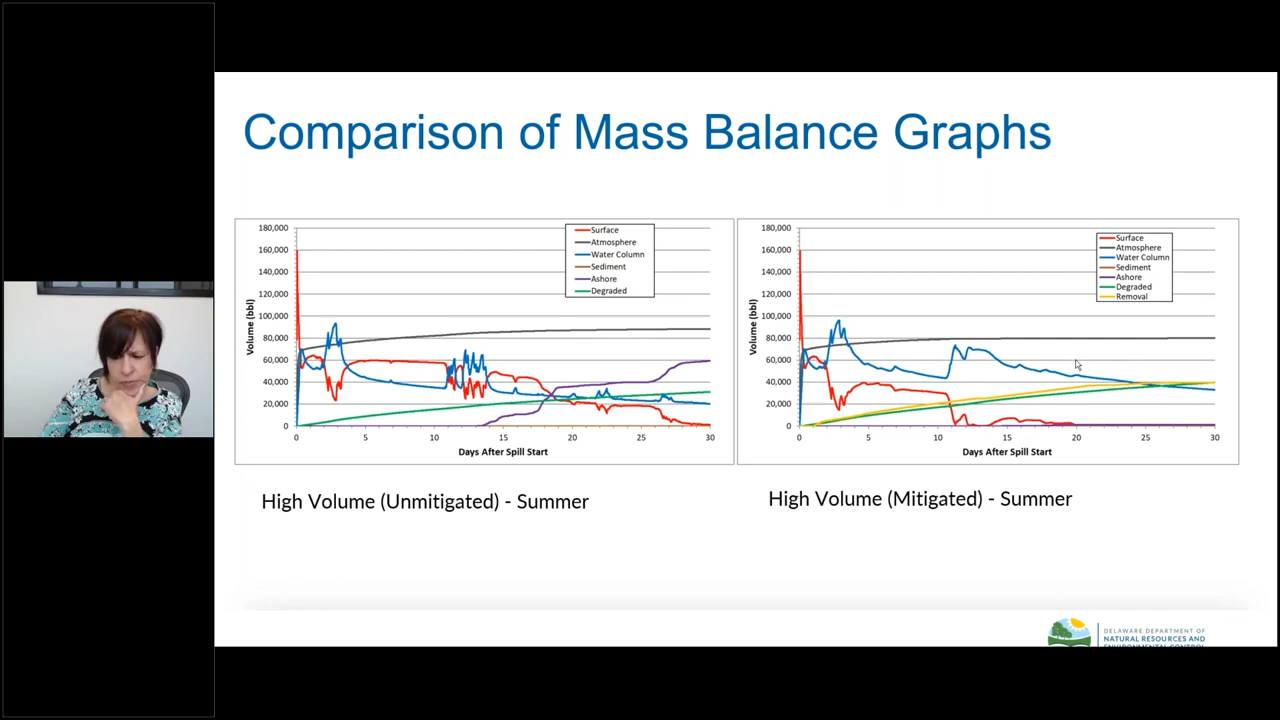 Comparison of Mass Balance Graphs
180,000
160,000
140,000
120,000
100,000
80,000
60,000
40,000
20,000
0
Volume (bbl)
0 5 10 15 20 25 30
Days After Spill Start
Surface
Atmosphere
Water Column
Sediment
Ashore
Degraded
180,000
160,000
140,000
120,000
100,000
80,000
60,000
40,000
20,000
0
Volume (bbl)
0 5 10 15 20 25 30
Days After Spill Start
Surface
Atmosphere
Water Column
Sediment
Ashore
Degraded
Removal
High Volume (Unmitigated) - Summer
High Volume (Mitigated) - Summer
DELAWARE DEPARTMENT OF
NATURAL RESOURCES AND
ENVIRONMENTAL CONTROL